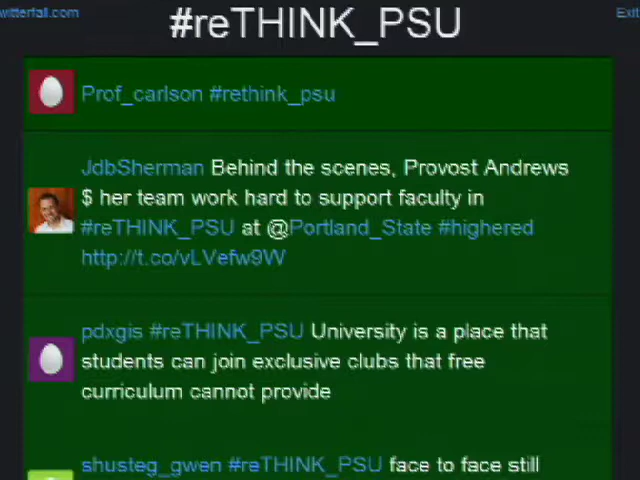 witterfall.com
Exit
#reTHINK_PSU
Prof_carlson #rethink_psu
JdbSherman Behind the scenes, Provost Andrews
$ her team work hard to support faculty in
#reTHINK_PSU at @Portland_State #highered
http://t.co/vLVefw9W
pdxgis #reTHINK_PSU University is a place that
students can join exclusive clubs that free
curriculum cannot provide
shusteg_gwen #reTHINK_PSU face to face still